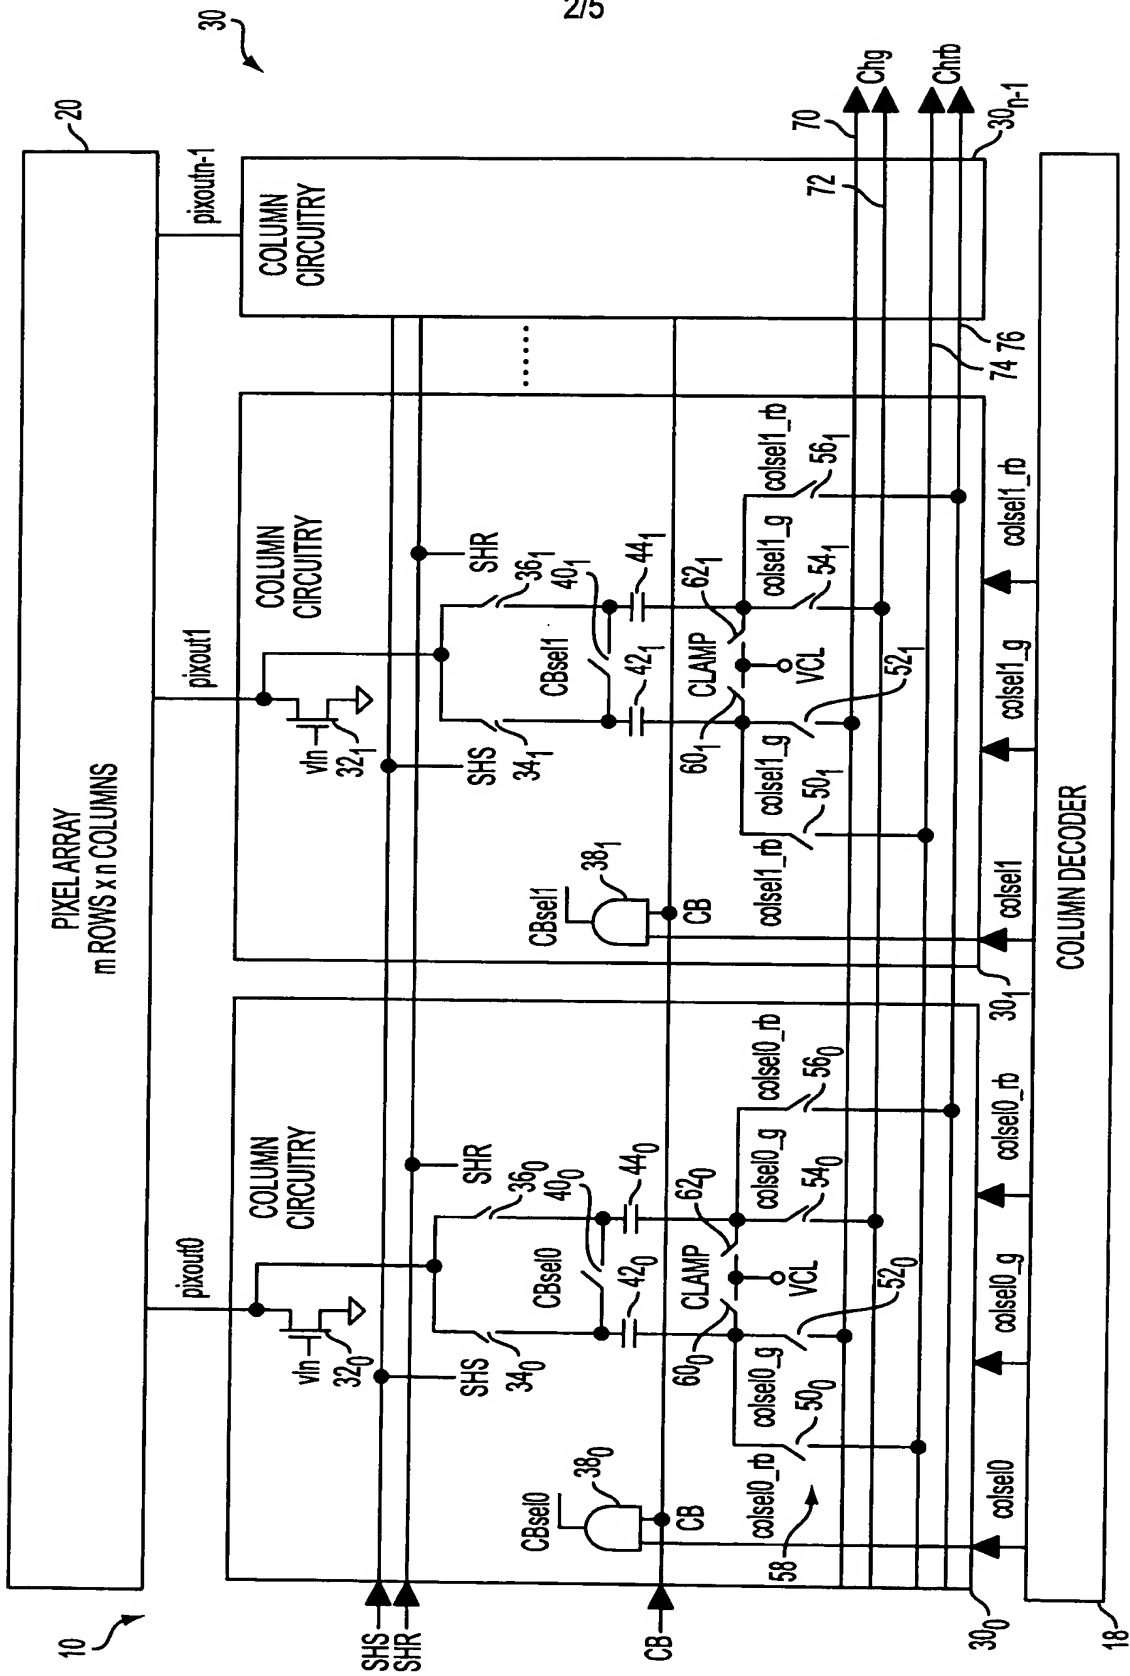 2/5
30
20
PIXEL ARRAY
m ROWS x n COLUMNS
10
pixout0
pixout1
pixoutn-1
COLUMN
CIRCUITRY
vln
32₀
SHS
SHR
SHS
34₀
SHR
36₀
40₀
CBsel0
42₀
44₀
CBsel0
38₀
CB
CB
CLAMP
60₀
62₀
VCL
colsel0_rb
50₀
colsel0_g
52₀
colsel0_g
54₀
colsel0_rb
56₀
58
30₀
colsel0
colsel0_g
colsel0_rb
COLUMN
CIRCUITRY
vln
32₁
SHS
34₁
SHR
36₁
40₁
CBsel1
42₁
44₁
CBsel1
38₁
CB
CLAMP
60₁
62₁
VCL
colsel1_rb
50₁
colsel1_g
52₁
colsel1_g
54₁
colsel1_rb
56₁
30₁
colsel1
colsel1_g
colsel1_rb
......
COLUMN
CIRCUITRY
70
72
74
76
Chg
Chrb
30n-1
COLUMN DECODER
18